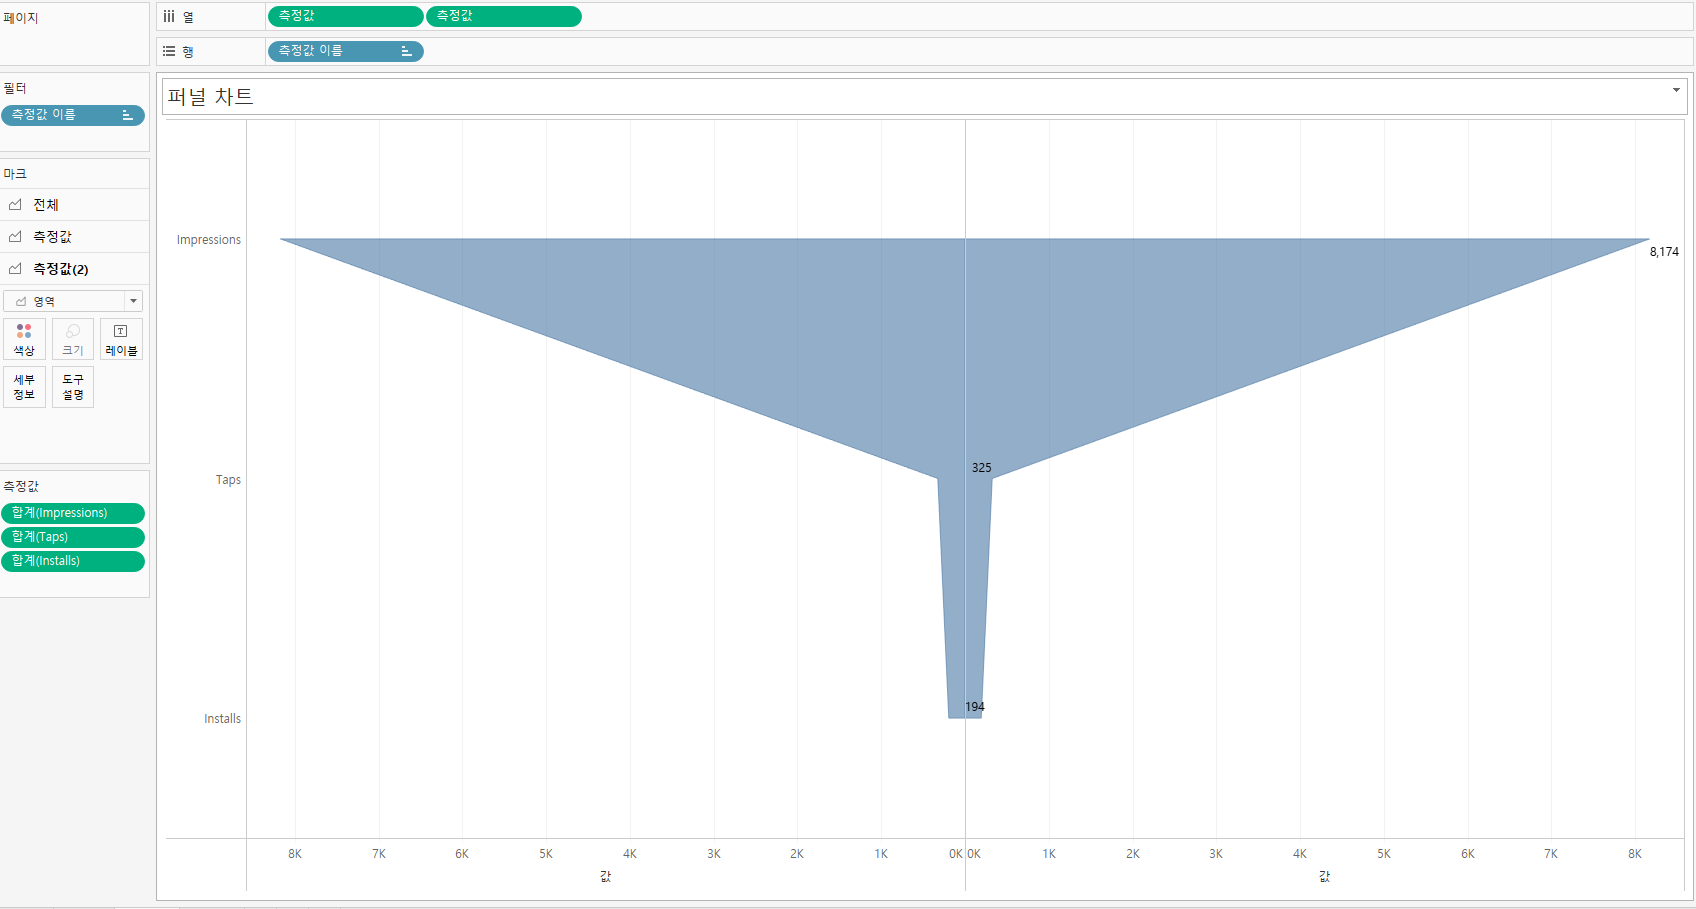 페이지
열
측정값
측정값
행
측정값 이름
필터
측정값 이름
마크
전체
측정값
측정값(2)
영역
색상
크기
레이블
세부
정보
도구
설명
측정값
합계(Impressions)
합계(Taps)
합계(Installs)
퍼널 차트
Impressions
8,174
Taps
325
Installs
194
8K 7K 6K 5K 4K 3K 2K 1K 0K 0K 1K 2K 3K 4K 5K 6K 7K 8K
값 값